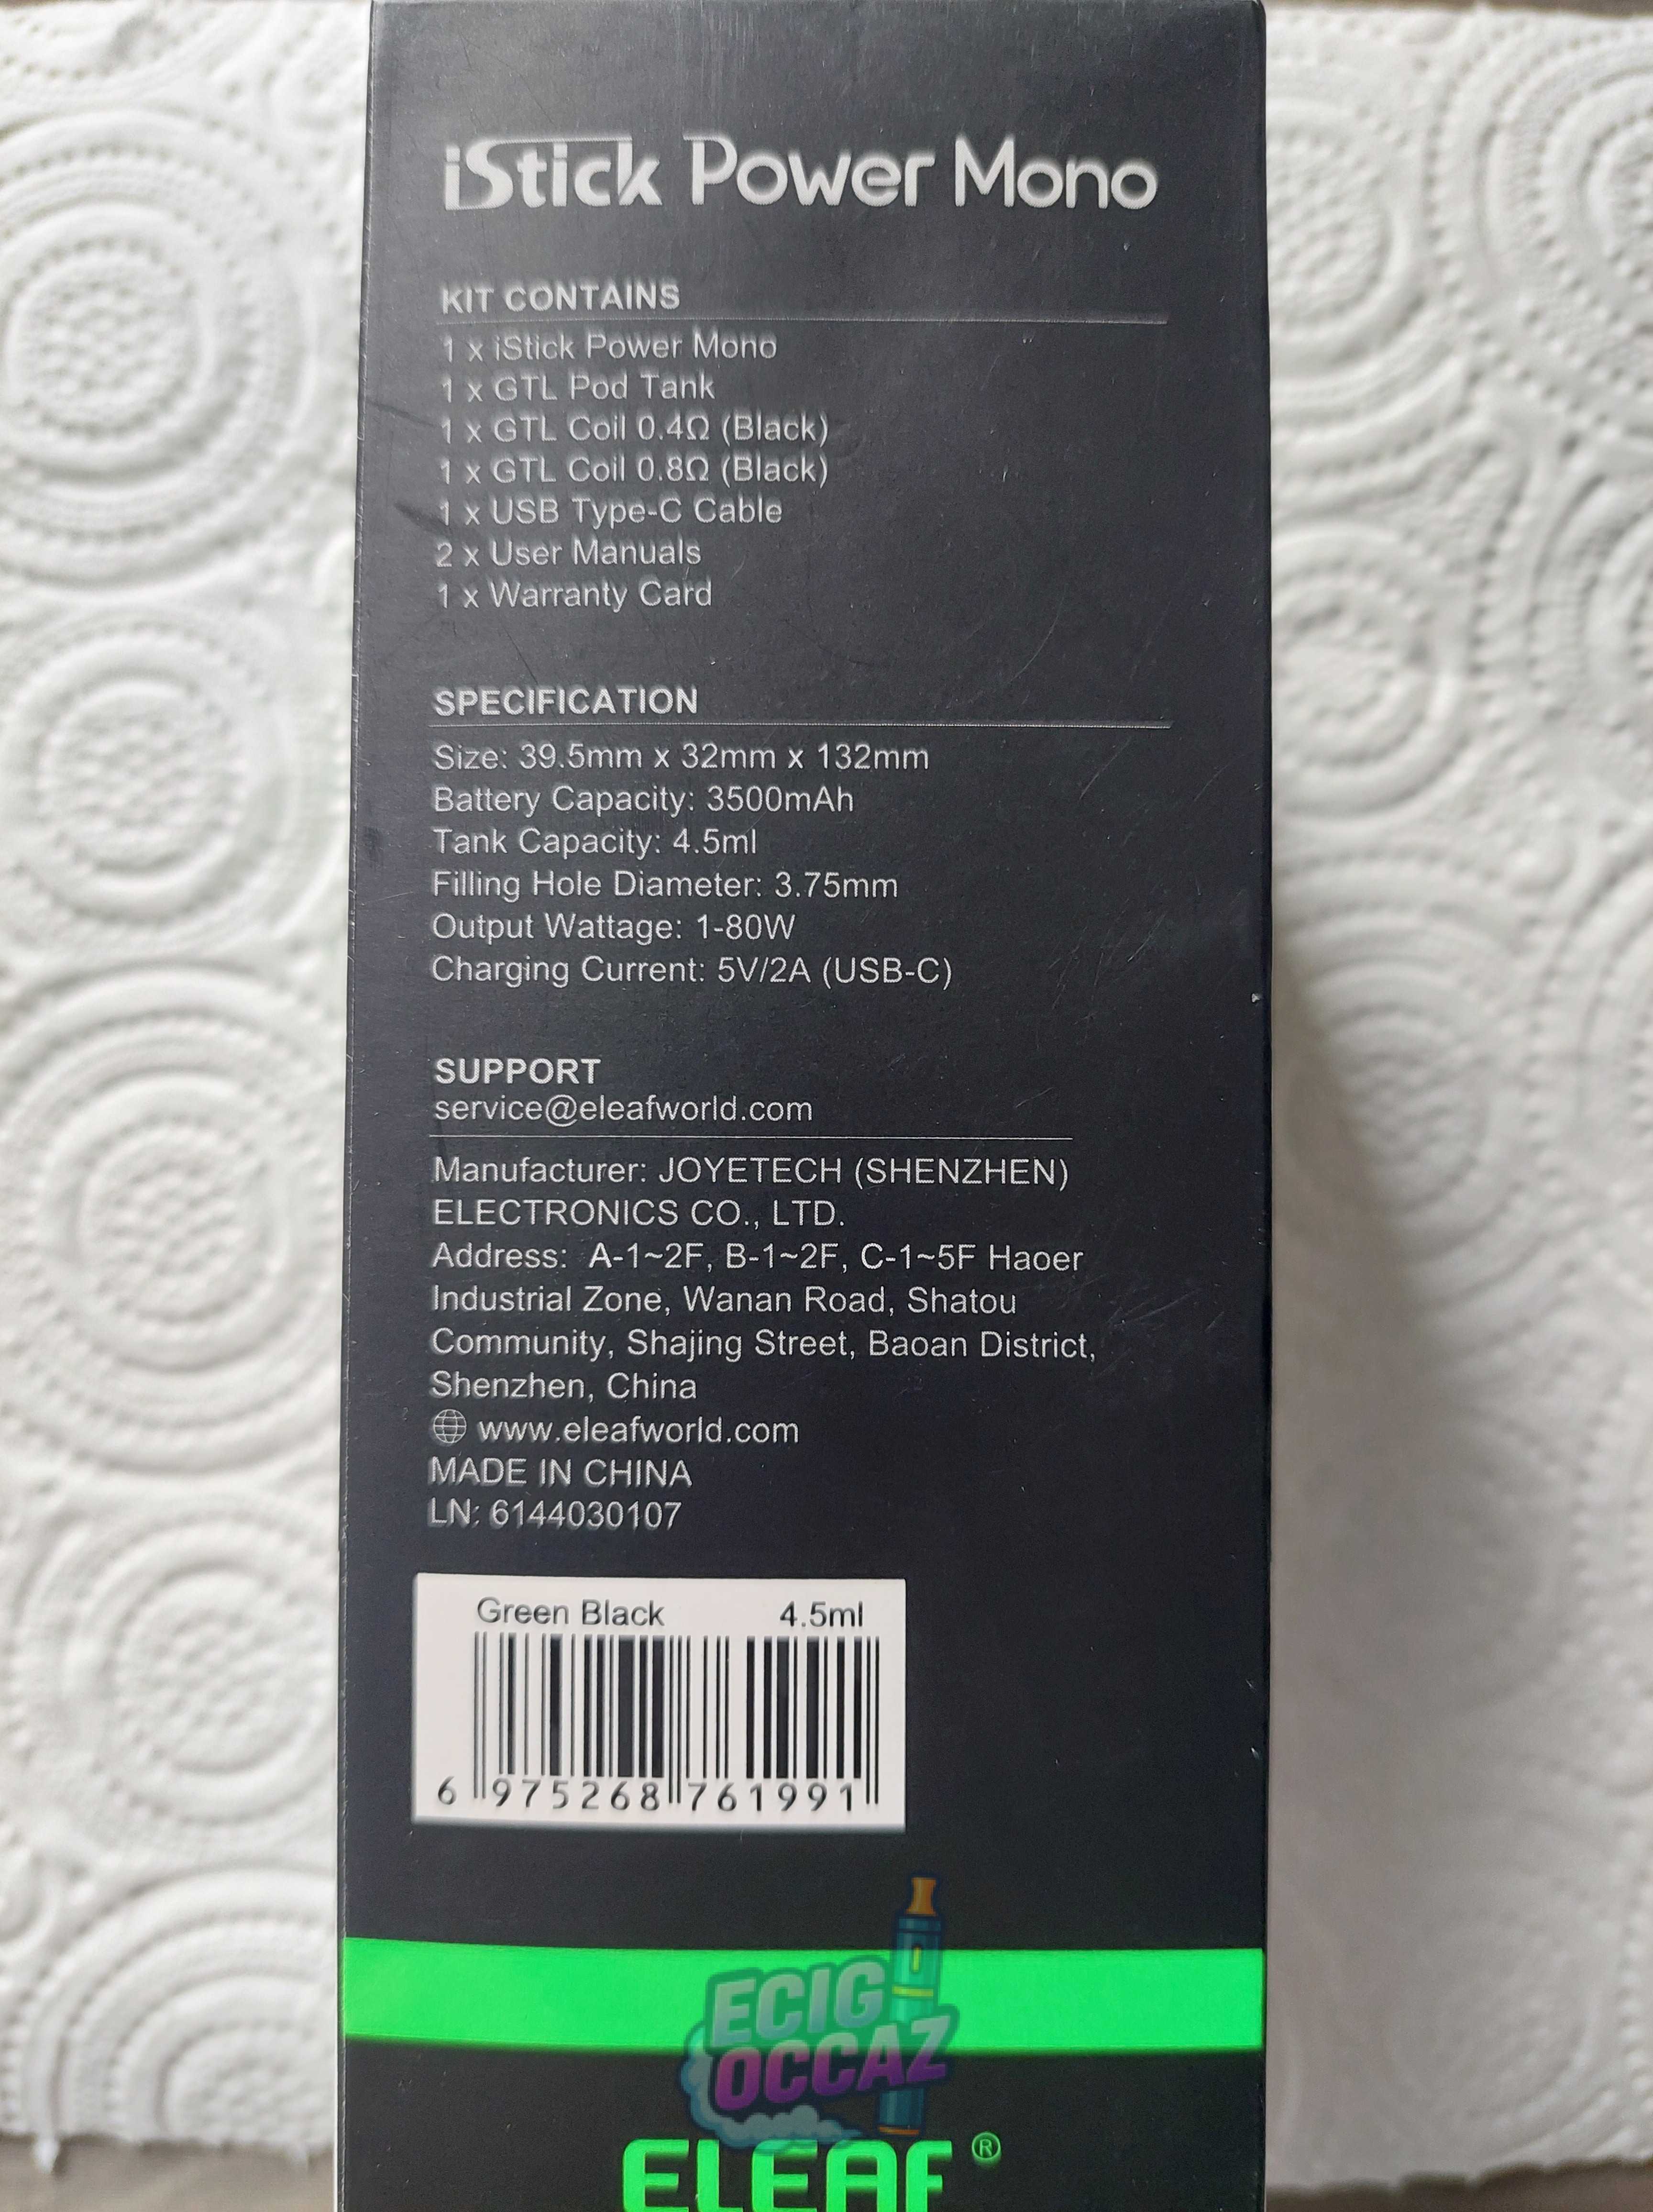 iStick Power Mono
KIT CONTAINS
1 x iStick Power Mono
1 x GTL Pod Tank
1 x GTL Coil 0.4Ω (Black)
1 x GTL Coil 0.8Ω (Black)
1 x USB Type-C Cable
2 x User Manuals
1 x Warranty Card
SPECIFICATION
Size: 39.5mm x 32mm x 132mm
Battery Capacity: 3500mAh
Tank Capacity: 4.5ml
Filling Hole Diameter: 3.75mm
Output Wattage: 1-80W
Charging Current: 5V/2A (USB-C)
SUPPORT
service@eleafworld.com
Manufacturer: JOYETECH (SHENZHEN)
ELECTRONICS CO., LTD.
Address: A-1~2F, B-1~2F, C-1~5F Haoer
Industrial Zone, Wanan Road, Shatou
Community, Shajing Street, Baoan District,
Shenzhen, China
www.eleafworld.com
MADE IN CHINA
LN: 6144030107
Green Black 4.5ml
6 975268 761991
ECIG
OCCAZ
ELEAF®